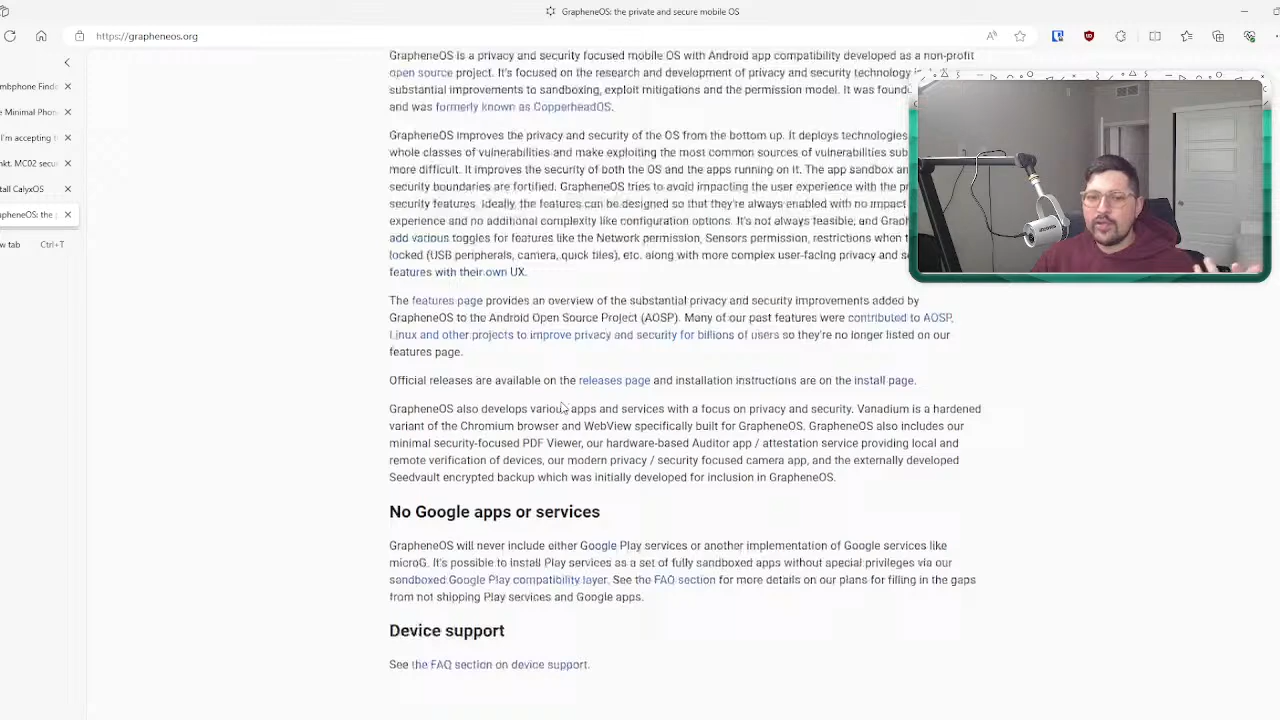 GrapheneOS: the private and secure mobile OS
https://grapheneos.org
GrapheneOS is a privacy and security focused mobile OS with Android app compatibility developed as a non-profit
mbphone Finde
open source project. It's focused on the research and development of privacy and security technology
substantial improvements to sandboxing, exploit mitigations and the permission model. It was found
e Minimal Phon
and was formerly known as CopperheadOS.
I'm accepting t
GrapheneOS improves the privacy and security of the OS from the bottom up. It deploys technologies
whole classes of vulnerabilities and make exploiting the most common sources of vulnerabilities sub
nkt. MC02 secu
more difficult. It improves the security of both the OS and the apps running on it. The app sandbox an
tall CalyxOS
security boundaries are fortified. GrapheneOS tries to avoid impacting the user experience with the pr
security features. Ideally, the features can be designed so that they're always enabled with no impact
apheneOS: the p
experience and no additional complexity like configuration options. It's not always feasible, and Grap
w tab Ctrl+T
add various toggles for features like the Network permission, Sensors permission, restrictions when t
locked (USB peripherals, camera, quick tiles), etc. along with more complex user-facing privacy and s
features with their own UX.
The features page provides an overview of the substantial privacy and security improvements added by
GrapheneOS to the Android Open Source Project (AOSP). Many of our past features were contributed to AOSP,
Linux and other projects to improve privacy and security for billions of users so they're no longer listed on our
features page.
Official releases are available on the releases page and installation instructions are on the install page.
GrapheneOS also develops various apps and services with a focus on privacy and security. Vanadium is a hardened
variant of the Chromium browser and WebView specifically built for GrapheneOS. GrapheneOS also includes our
minimal security-focused PDF Viewer, our hardware-based Auditor app / attestation service providing local and
remote verification of devices, our modern privacy / security focused camera app, and the externally developed
Seedvault encrypted backup which was initially developed for inclusion in GrapheneOS.
No Google apps or services
GrapheneOS will never include either Google Play services or another implementation of Google services like
microG. It's possible to install Play services as a set of fully sandboxed apps without special privileges via our
sandboxed Google Play compatibility layer. See the FAQ section for more details on our plans for filling in the gaps
from not shipping Play services and Google apps.
Device support
See the FAQ section on device support.